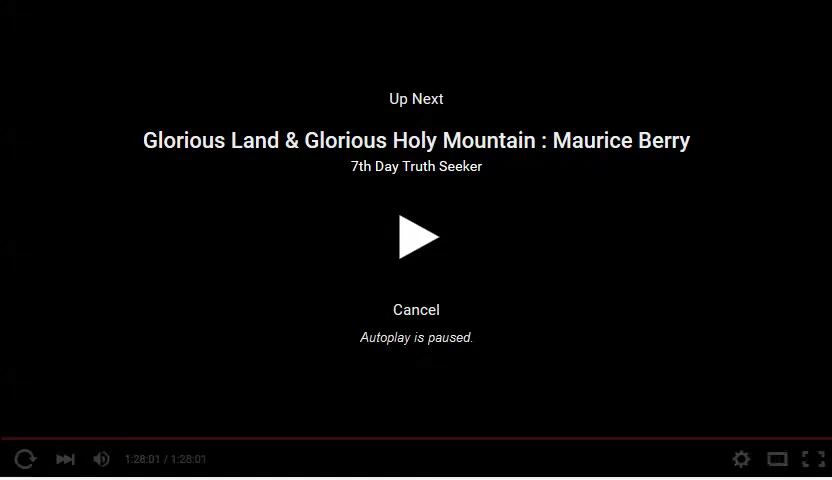 Up Next
Glorious Land & Glorious Holy Mountain : Maurice Berry
7th Day Truth Seeker
Cancel
Autoplay is paused.
1:28:01 / 1:28:01